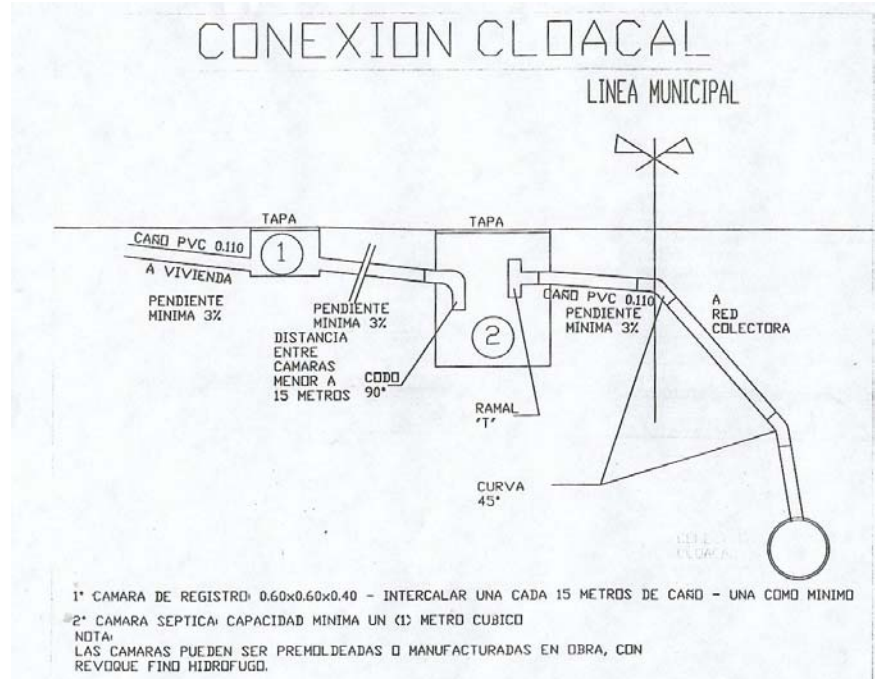 CONEXION CLOACAL
LINEA MUNICIPAL
TAPA
TAPA
CAÑO PVC 0.110
1
A VIVIENDA
PENDIENTE
MINIMA 3%
PENDIENTE
MINIMA 3%
DISTANCIA
ENTRE
CAMARAS
MENOR A
15 METROS
CODO
90°
2
CAÑO PVC 0.110
PENDIENTE
MINIMA 3%
A
RED
COLECTORA
RAMAL
"T"
CURVA
45°
1° CAMARA DE REGISTRO: 0.60x0.60x0.40 - INTERCALAR UNA CADA 15 METROS DE CAÑO - UNA COMO MINIMO
2° CAMARA SEPTICA: CAPACIDAD MINIMA UN (1) METRO CUBICO
NOTA:
LAS CAMARAS PUEDEN SER PREMOLDEADAS O MANUFACTURADAS EN OBRA, CON
REVOQUE FINO HIDROFUGO.